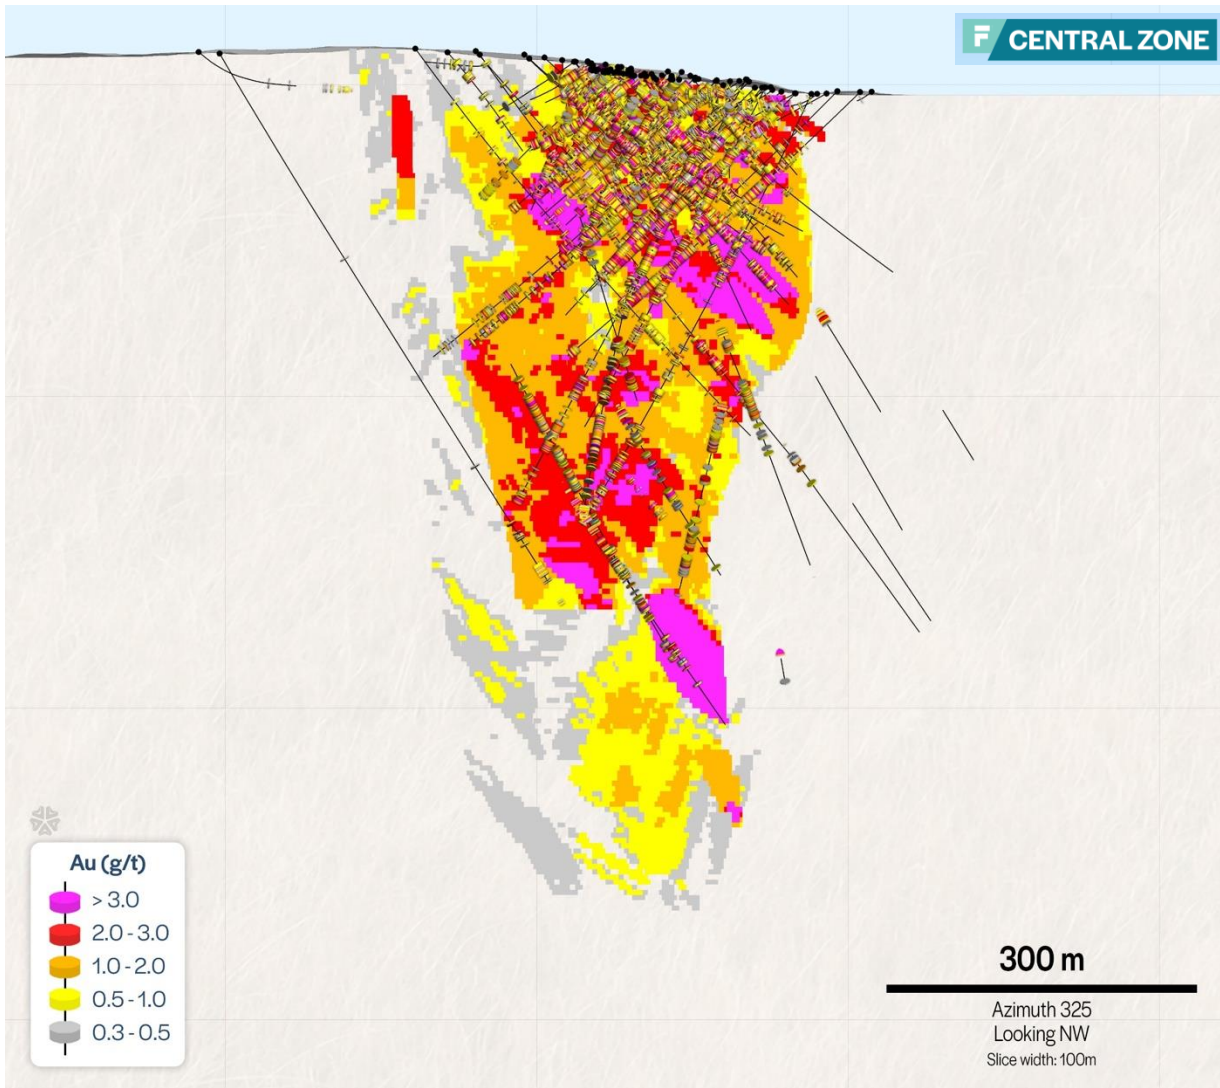 F CENTRAL ZONE
Au (g/t)
> 3.0
2.0 - 3.0
1.0 - 2.0
0.5 - 1.0
0.3 - 0.5
300 m
Azimuth 325
Looking NW
Slice width: 100m